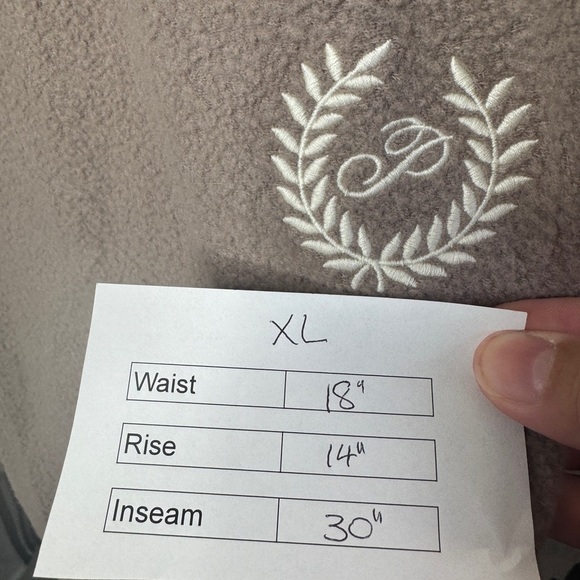 P
XL
Waist 18"
Rise 14"
Inseam 30"